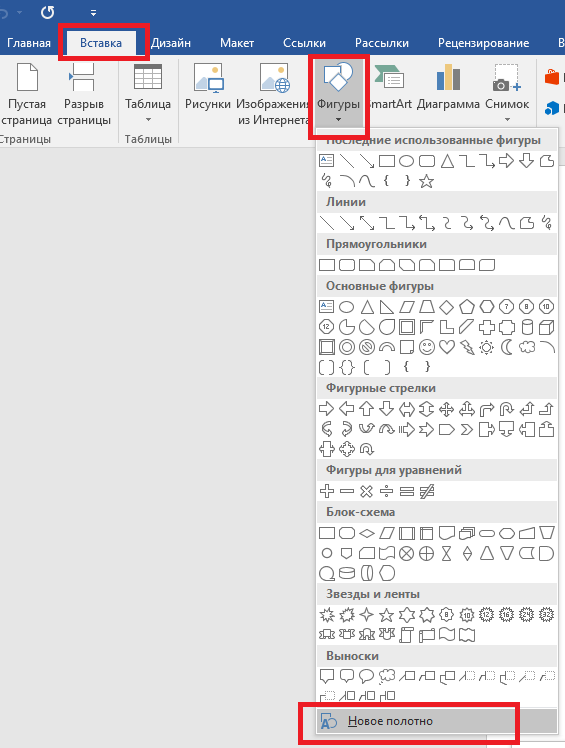 Главная Вставка Дизайн Макет Ссылки Рассылки Рецензирование
Пустая страница
Разрыв страницы
Таблица
Рисунки
Изображения из Интернета
Фигуры
SmartArt
Диаграмма
Снимок
Страницы
Таблицы
Последние использованные фигуры
Линии
Прямоугольники
Основные фигуры
Фигурные стрелки
Фигуры для уравнений
Блок-схема
Звезды и ленты
Выноски
Новое полотно